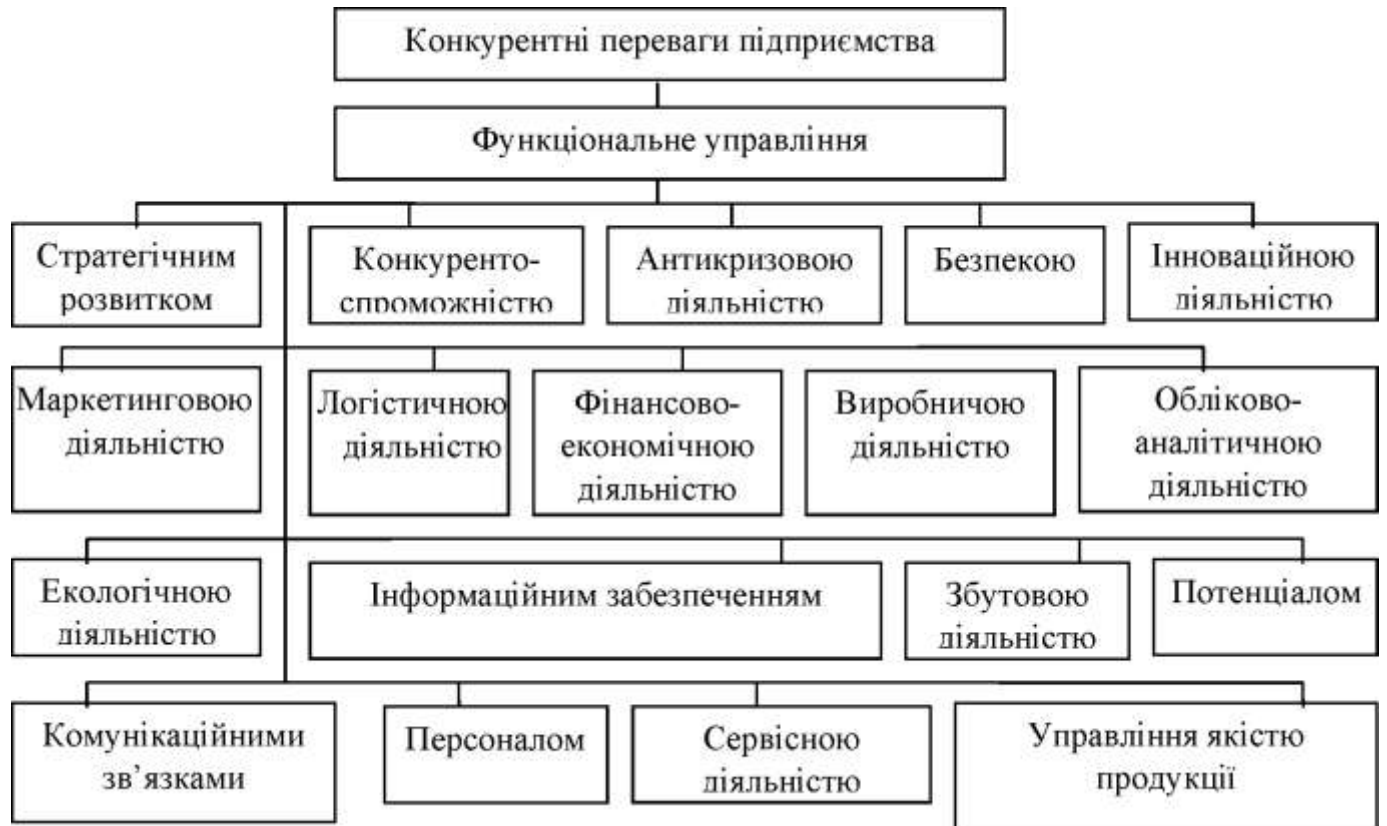 Конкурентні переваги підприємства
Функціональне управління
Стратегічним
розвитком
Конкуренто-
спроможністю
Антикризовою
діяльністю
Безпекою
Інноваційною
діяльністю
Маркетинговою
діяльністю
Логістичною
діяльністю
Фінансово-
економічною
діяльністю
Виробничою
діяльністю
Обліково-
аналітичною
діяльністю
Екологічною
діяльністю
Інформаційним забезпеченням
Збутовою
діяльністю
Потенціалом
Комунікаційними
зв’язками
Персоналом
Сервісною
діяльністю
Управління якістю
продукції